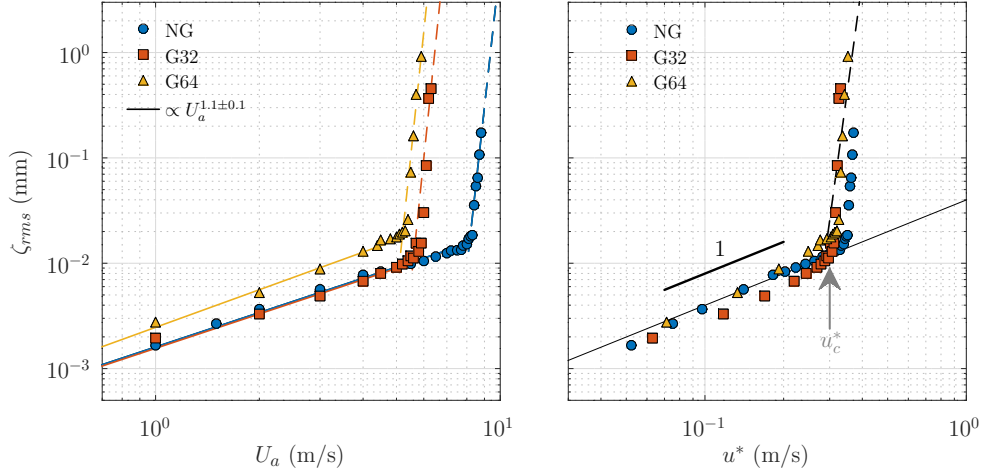 NG
G32
G64
∝ U_a^{1.1±0.1}
10^0
10^{-1}
10^{-2}
10^{-3}
ζ_{rms} (mm)
10^0
10^1
U_a (m/s)
NG
G32
G64
1
u_c^*
10^{-1}
10^0
u^* (m/s)